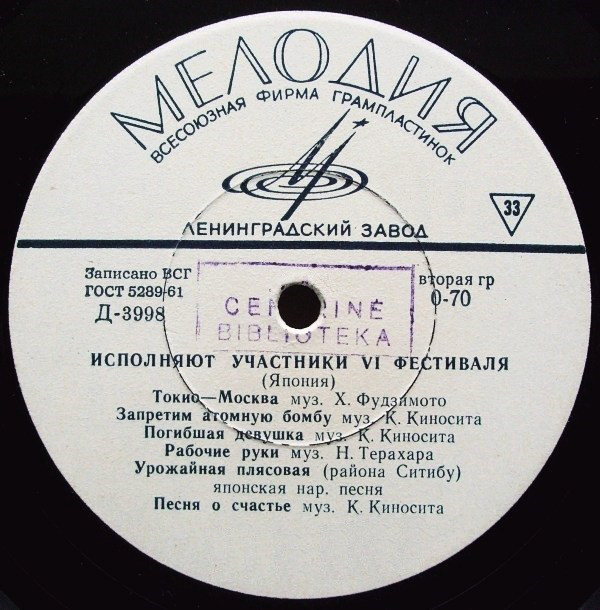 МЕЛОДИЯ
ВСЕСОЮЗНАЯ ФИРМА ГРАМПЛАСТИНОК
33
ЛЕНИНГРАДСКИЙ ЗАВОД
Записано ВСГ
ГОСТ 5289-61
Д-3998
вторая гр
0-70
CENTRINĖ
BIBLIOTEKA
ИСПОЛНЯЮТ УЧАСТНИКИ VI ФЕСТИВАЛЯ
(Япония)
Токио—Москва муз. Х. Фудзимото
Запретим атомную бомбу муз. К. Киносита
Погибшая девушка муз. К. Киносита
Рабочие руки муз. Н. Терахара
Урожайная плясовая (района Ситибу)
японская нар. песня
Песня о счастье муз. К. Киносита